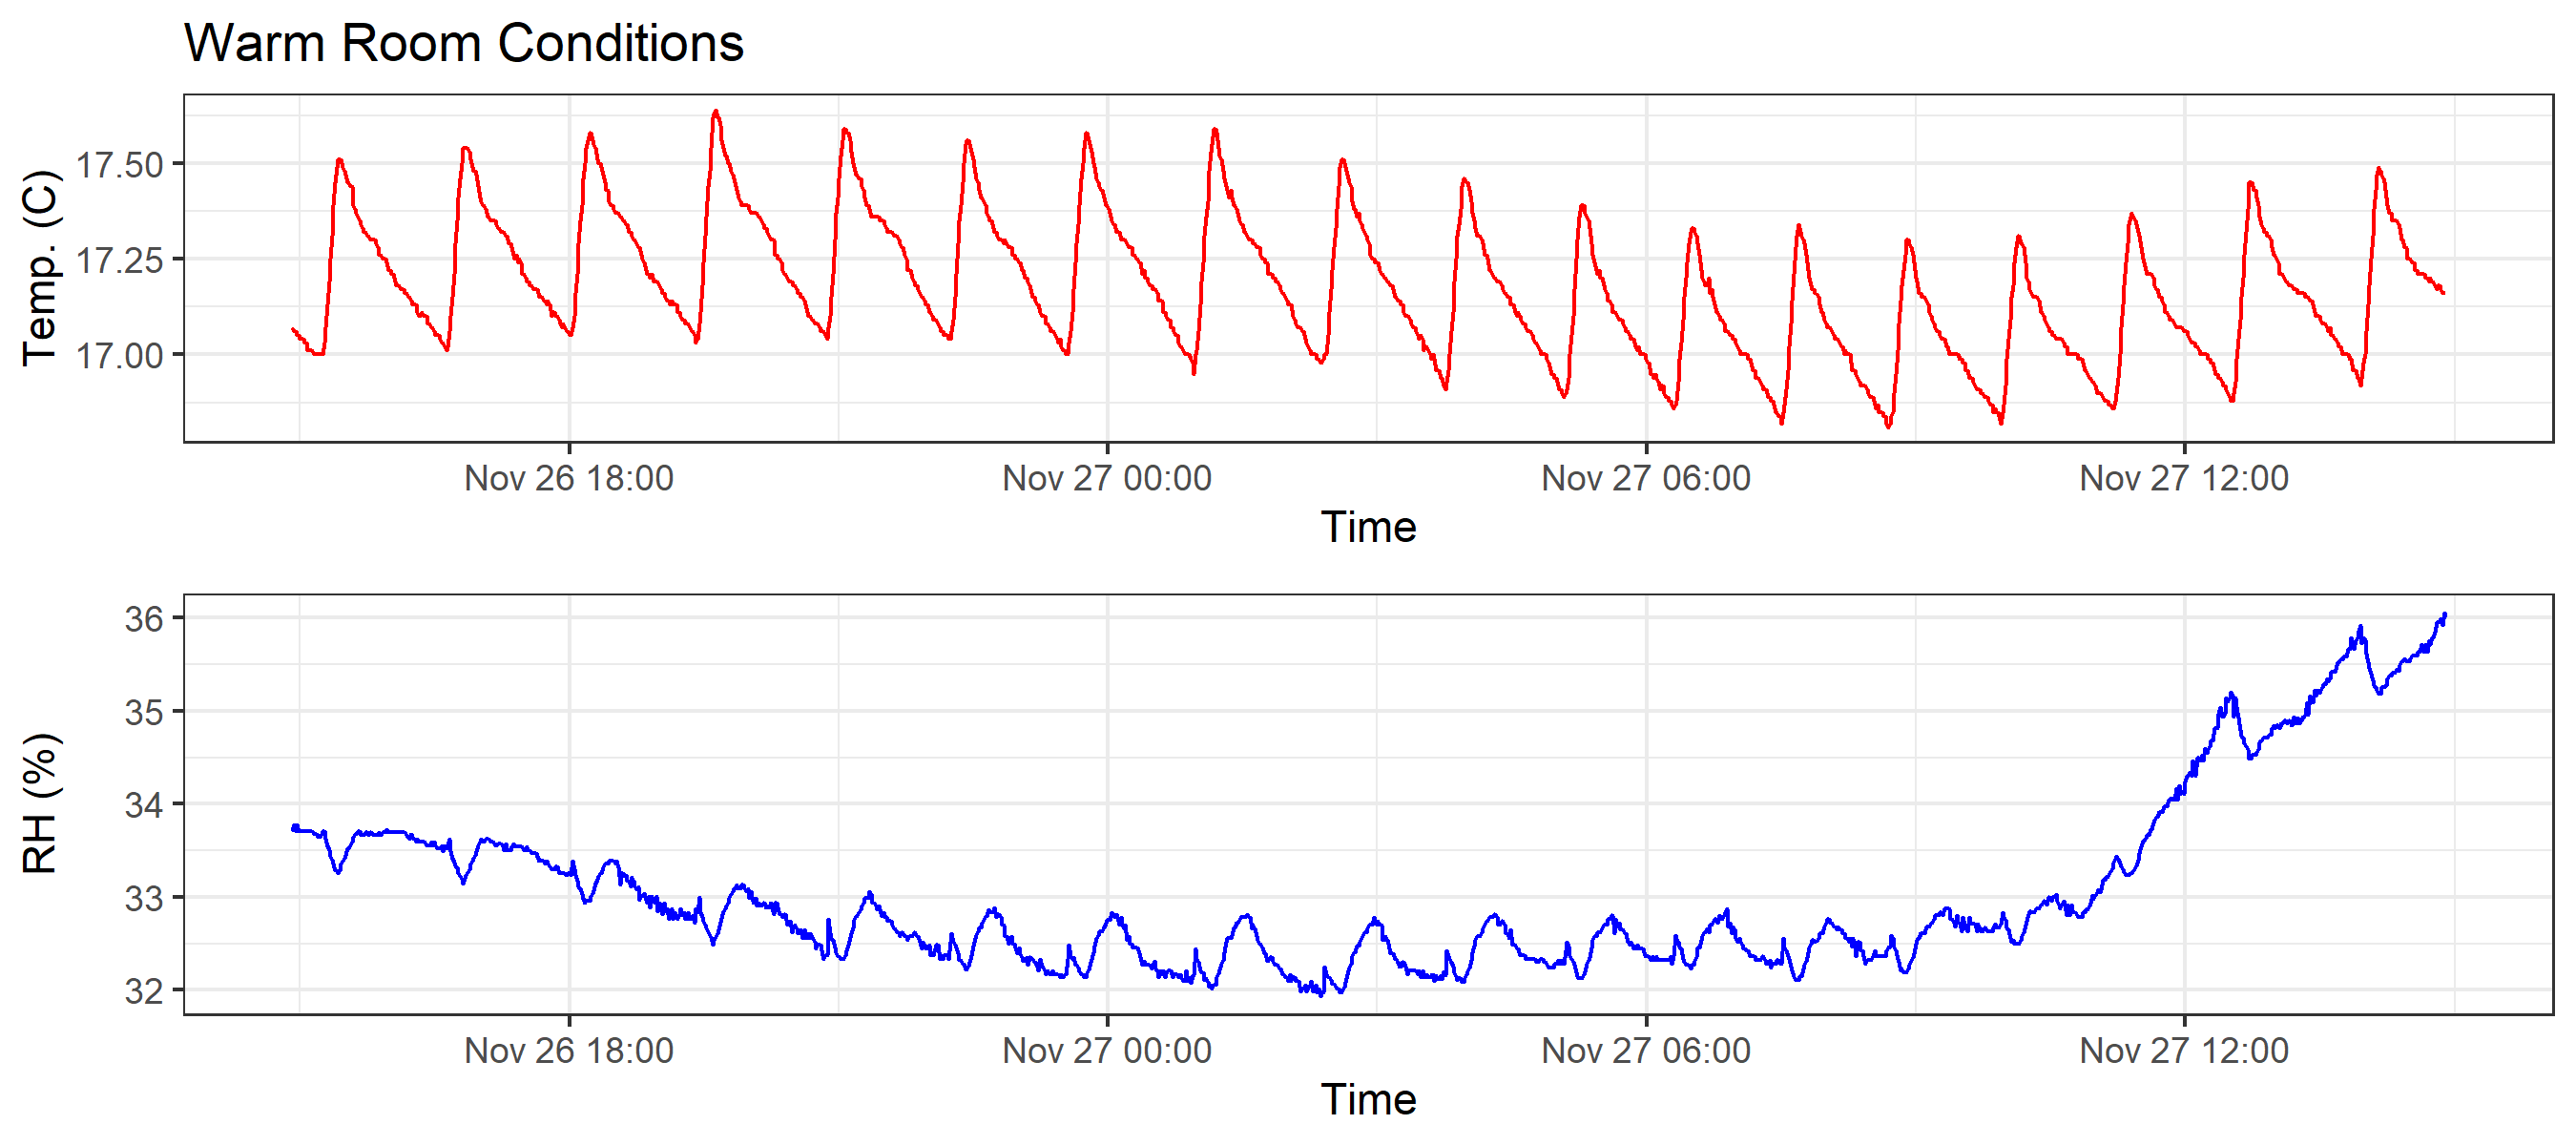 Warm Room Conditions
Temp. (C)
17.50
17.25
17.00
Nov 26 18:00
Nov 27 00:00
Nov 27 06:00
Nov 27 12:00
Time
RH (%)
36
35
34
33
32
Nov 26 18:00
Nov 27 00:00
Nov 27 06:00
Nov 27 12:00
Time